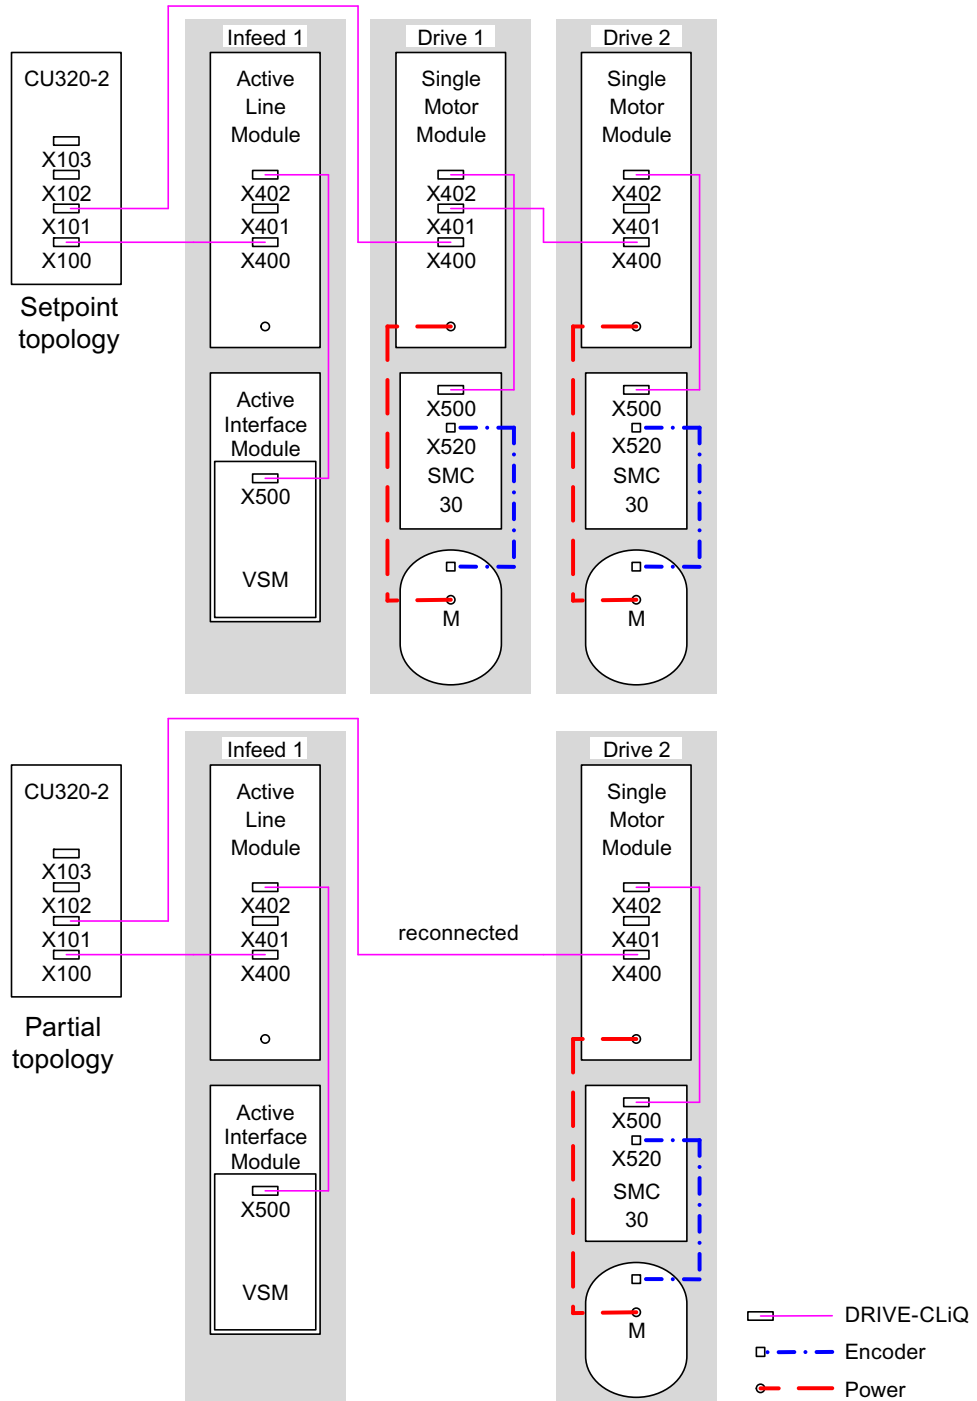 Infeed 1
Drive 1
Drive 2
CU320-2
X103
X102
X101
X100
Setpoint
topology
Active
Line
Module
X402
X401
X400
Active
Interface
Module
X500
VSM
Single
Motor
Module
X402
X401
X400
X500
X520
SMC
30
M
Single
Motor
Module
X402
X401
X400
X500
X520
SMC
30
M
Infeed 1
Drive 2
CU320-2
X103
X102
X101
X100
Partial
topology
Active
Line
Module
X402
X401
X400
Active
Interface
Module
X500
VSM
reconnected
Single
Motor
Module
X402
X401
X400
X500
X520
SMC
30
M
DRIVE-CLiQ
Encoder
Power